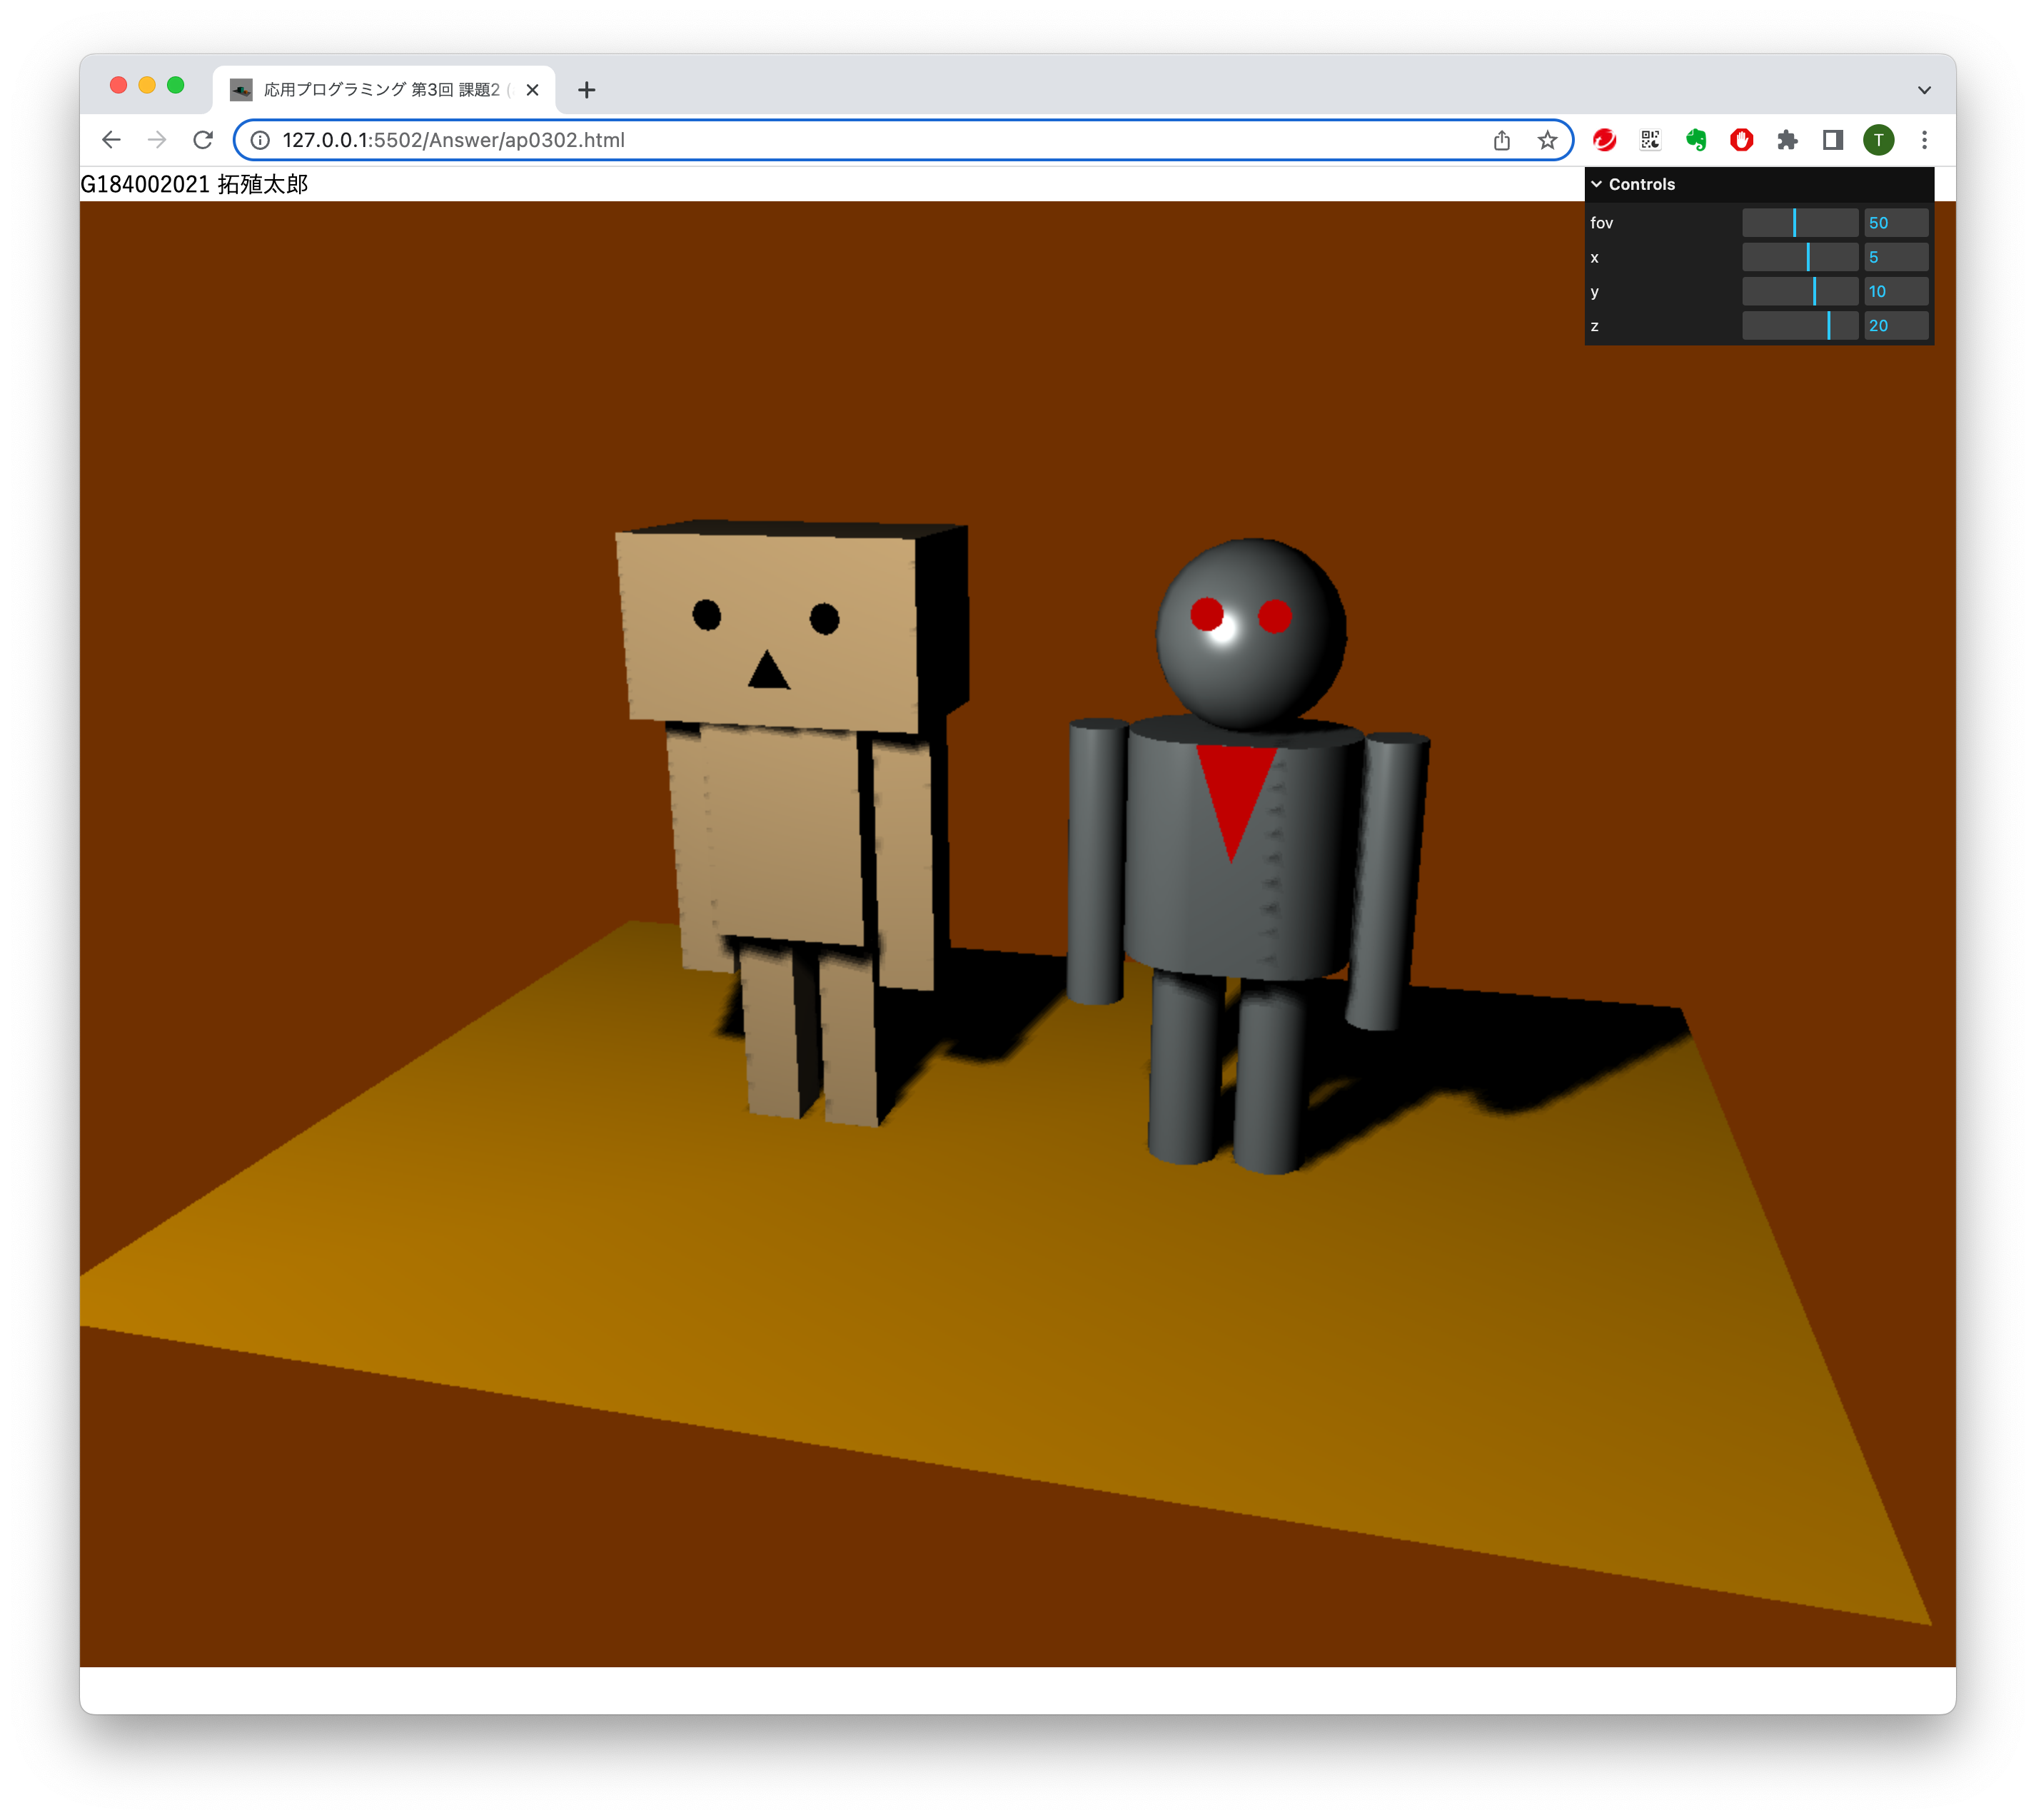 応用プログラミング 第3回 課題2 (
127.0.0.1:5502/Answer/ap0302.html
T
G184002021 拓殖太郎
Controls
fov 50
x 5
y 10
z 20